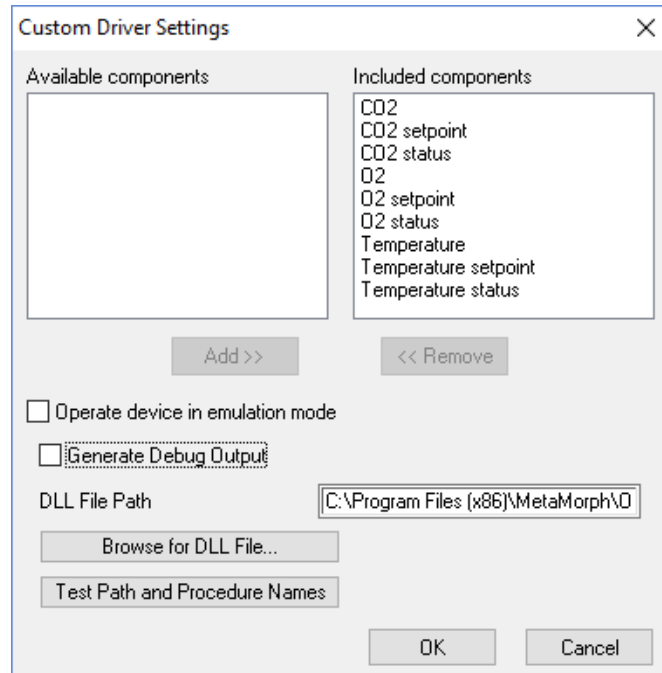 Custom Driver Settings
Available components
Included components
CO2
CO2 setpoint
CO2 status
O2
O2 setpoint
O2 status
Temperature
Temperature setpoint
Temperature status
Add >>
<< Remove
Operate device in emulation mode
Generate Debug Output
DLL File Path
C:\Program Files (x86)\MetaMorph\O
Browse for DLL File...
Test Path and Procedure Names
OK
Cancel